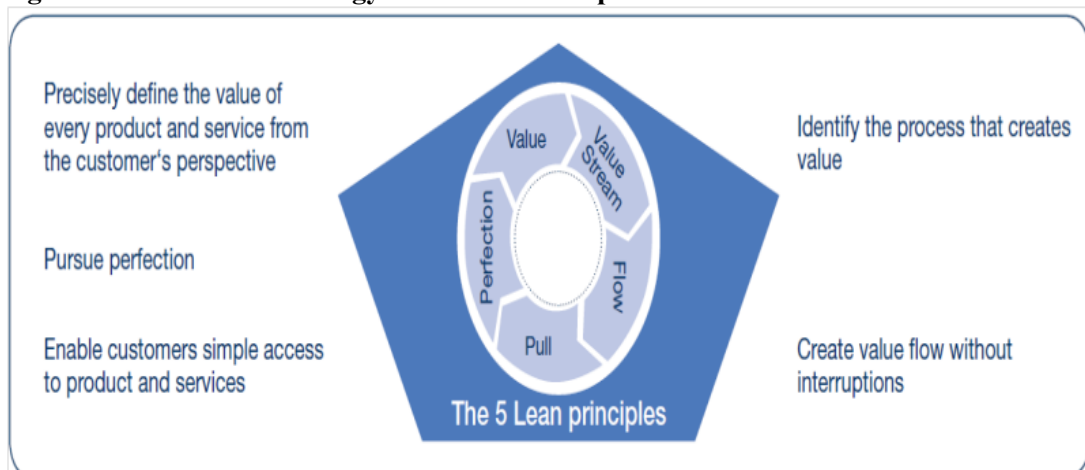 Precisely define the value of
every product and service from
the customer's perspective
Pursue perfection
Enable customers simple access
to product and services
Value
Value
Stream
Flow
Pull
Perfection
The 5 Lean principles
Identify the process that creates
value
Create value flow without
interruptions